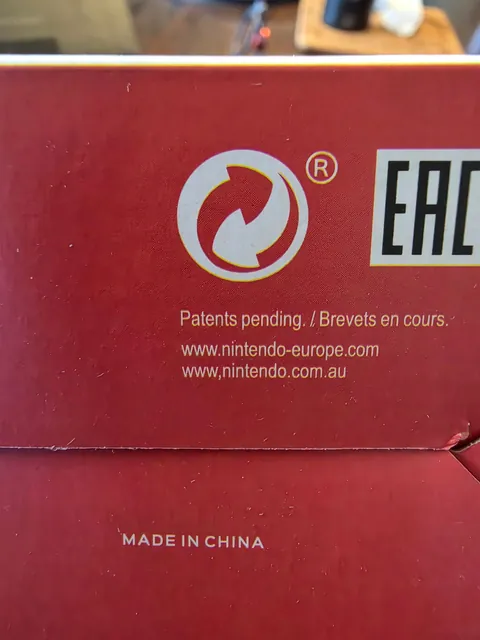 ®
EAC
Patents pending. / Brevets en cours.
www.nintendo-europe.com
www,nintendo.com.au
MADE IN CHINA